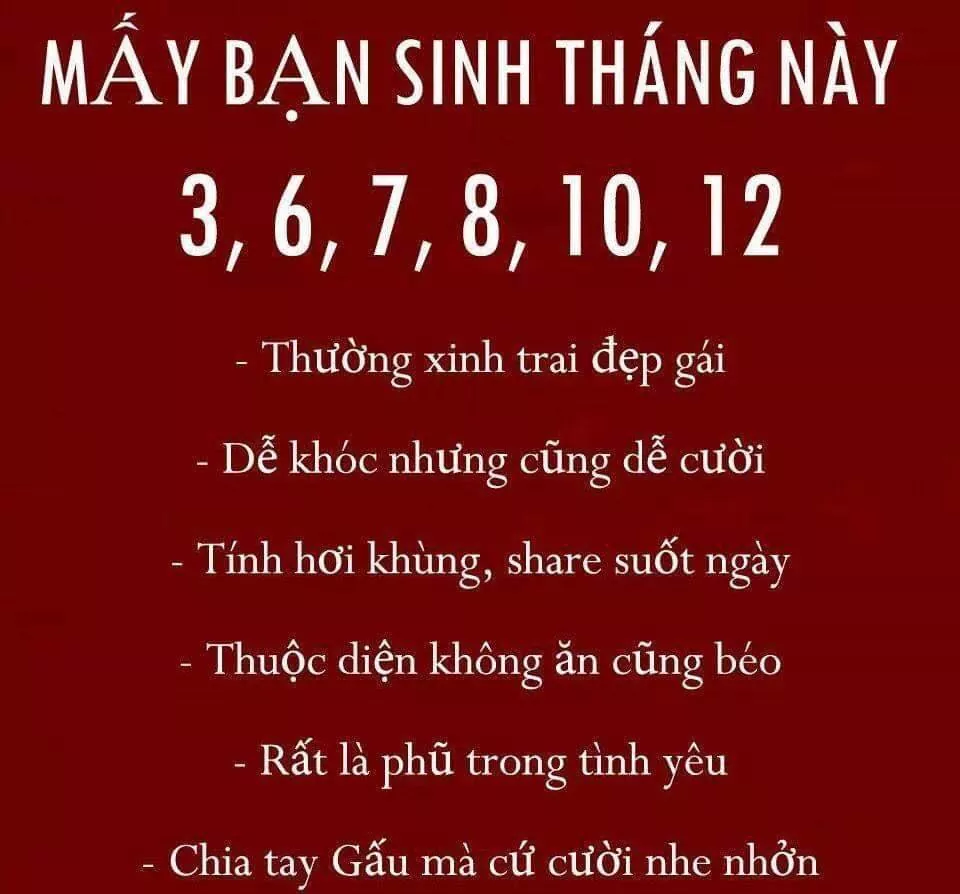 MẤY BẠN SINH THÁNG NÀY
3, 6, 7, 8, 10, 12
- Thường xinh trai đẹp gái
- Dễ khóc nhưng cũng dễ cười
- Tính hơi khùng, share suốt ngày
- Thuộc diện không ăn cũng béo
- Rất là phũ trong tình yêu
- Chia tay Gấu mà cứ cười nhe nhởn